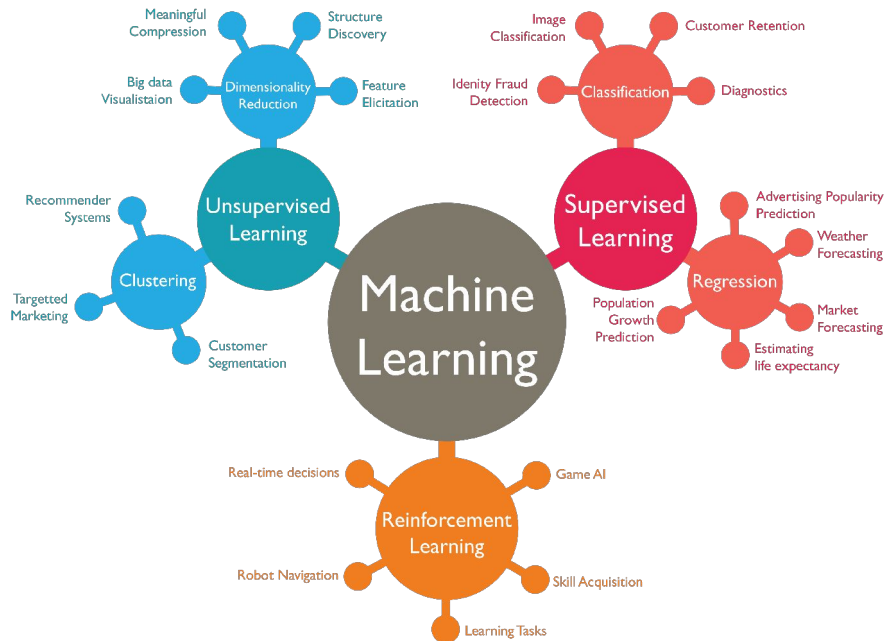 Meaningful
Compression
Structure
Discovery
Big data
Visualistaion
Dimensionality
Reduction
Feature
Elicitation
Unsupervised
Learning
Recommender
Systems
Clustering
Targetted
Marketing
Customer
Segmentation
Machine
Learning
Image
Classification
Customer Retention
Idenity Fraud
Detection
Classification
Diagnostics
Supervised
Learning
Advertising Popularity
Prediction
Weather
Forecasting
Regression
Population
Growth
Prediction
Market
Forecasting
Estimating
life expectancy
Real-time decisions
Game AI
Reinforcement
Learning
Robot Navigation
Skill Acquisition
Learning Tasks